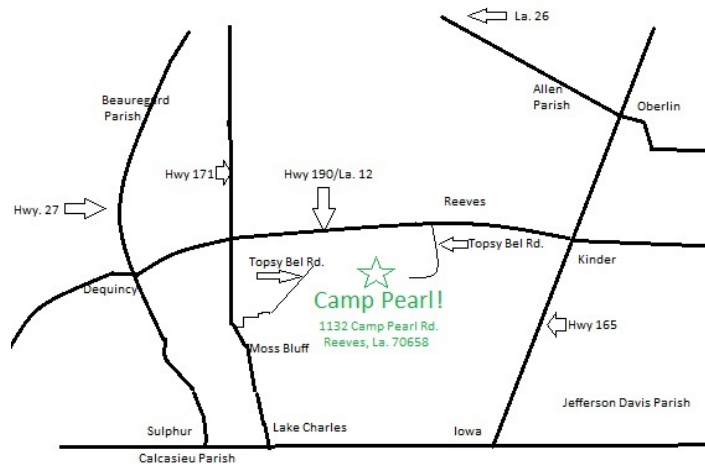 La. 26
Beauregard
Parish
Allen
Parish
Oberlin
Hwy 171
Hwy 190/La. 12
Hwy. 27
Reeves
Topsy Bel Rd.
Kinder
Topsy Bel Rd.
Dequincy
Camp Pearl!
1132 Camp Pearl Rd.
Reeves, La. 70658
Hwy 165
Moss Bluff
Jefferson Davis Parish
Sulphur
Lake Charles
Iowa
Calcasieu Parish